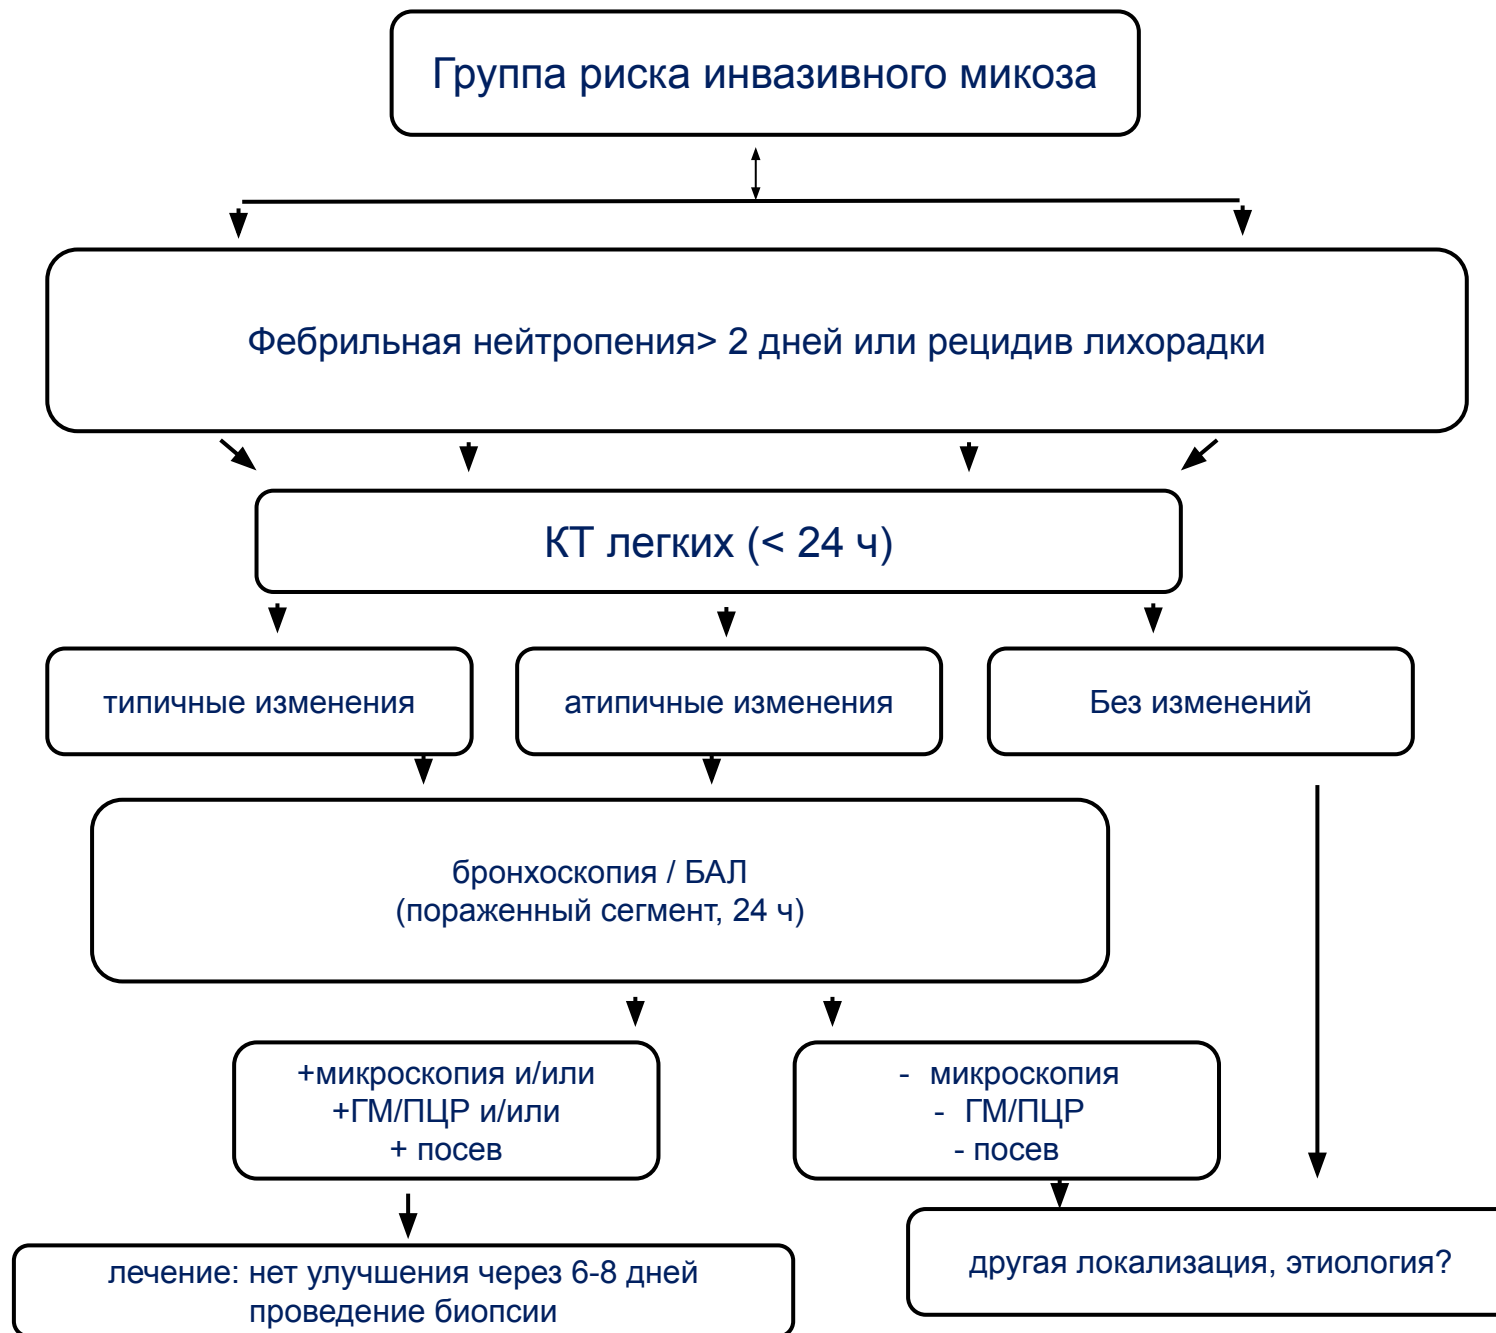 Группа риска инвазивного микоза
Фебрильная нейтропения> 2 дней или рецидив лихорадки
КТ легких (< 24 ч)
типичные изменения
атипичные изменения
Без изменений
бронхоскопия / БАЛ
(пораженный сегмент, 24 ч)
+микроскопия и/или
+ГМ/ПЦР и/или
+ посев
- микроскопия
- ГМ/ПЦР
- посев
лечение: нет улучшения через 6-8 дней
проведение биопсии
другая локализация, этиология?